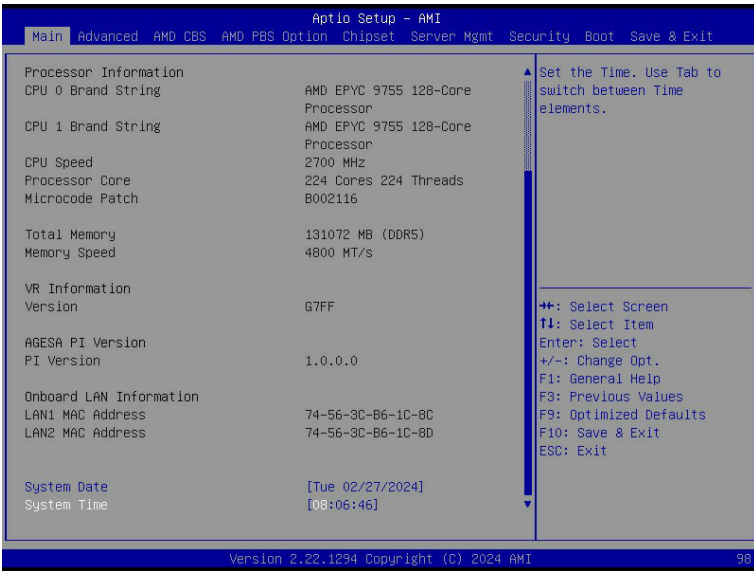 Aptio Setup – AMI
Main Advanced AMD CBS AMD PBS Option Chipset Server Mgmt Security Boot Save & Exit
Processor Information
CPU 0 Brand String AMD EPYC 9755 128-Core
Processor
CPU 1 Brand String AMD EPYC 9755 128-Core
Processor
CPU Speed 2700 MHz
Processor Core 224 Cores 224 Threads
Microcode Patch B002116
Total Memory 131072 MB (DDR5)
Memory Speed 4800 MT/s
VR Information
Version G7FF
AGESA PI Version
PI Version 1.0.0.0
Onboard LAN Information
LAN1 MAC Address 74-56-3C-B6-1C-8C
LAN2 MAC Address 74-56-3C-B6-1C-8D
System Date [Tue 02/27/2024]
System Time [08:06:46]
Set the Time. Use Tab to
switch between Time
elements.
→←: Select Screen
↑↓: Select Item
Enter: Select
+/-: Change Opt.
F1: General Help
F3: Previous Values
F9: Optimized Defaults
F10: Save & Exit
ESC: Exit
Version 2.22.1294 Copyright (C) 2024 AMI
98